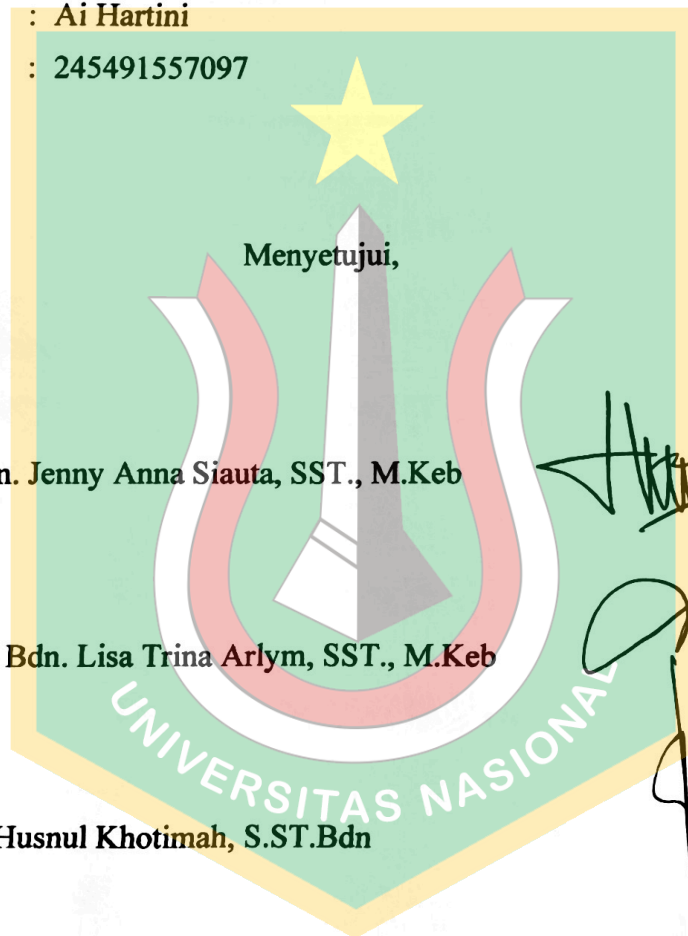 : Ai Hartini
: 245491557097
Menyetujui,
n. Jenny Anna Siauta, SST., M.Keb
Bdn. Lisa Trina Arlym, SST., M.Keb
UNIVERSITAS NASIONAL
Husnul Khotimah, S.ST.Bdn